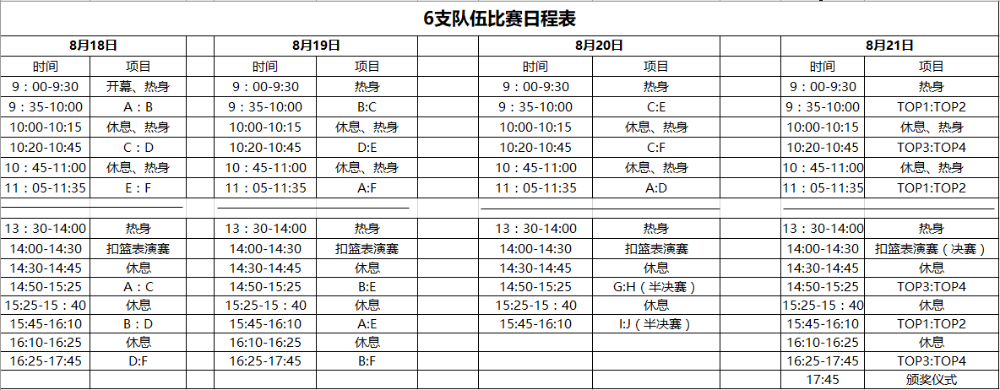 6支队伍比赛日程表
8月18日 8月19日 8月20日 8月21日
时间 项目 时间 项目 时间 项目 时间 项目
9：00-9:30 开幕、热身 9：00-9:30 热身 9：00-9:30 热身 9：00-9:30 热身
9：35-10:00 A：B 9：35-10:00 B:C 9：35-10:00 C:E 9：35-10:00 TOP1:TOP2
10:00-10:15 休息、热身 10:00-10:15 休息、热身 10:00-10:15 休息、热身 10:00-10:15 休息、热身
10:20-10:45 C：D 10:20-10:45 D:E 10:20-10:45 C:F 10:20-10:45 TOP3:TOP4
10：45-11:00 休息、热身 10：45-11:00 休息、热身 10：45-11:00 休息、热身 10：45-11:00 休息、热身
11：05-11:35 E：F 11：05-11:35 A:F 11：05-11:35 A:D 11：05-11:35 TOP1:TOP2
13：30-14:00 热身 13：30-14:00 热身 13：30-14:00 热身 13：30-14:00 热身
14:00-14:30 扣篮表演赛 14:00-14:30 扣篮表演赛 14:00-14:30 扣篮表演赛 14:00-14:30 扣篮表演赛（决赛）
14:30-14:45 休息 14:30-14:45 休息 14:30-14:45 休息 14:30-14:45 休息
14:50-15:25 A：C 14:50-15:25 B:E 14:50-15:25 G:H（半决赛） 14:50-15:25 TOP3:TOP4
15:25-15：40 休息 15:25-15：40 休息 15:25-15：40 休息 15:25-15：40 休息
15:45-16:10 B：D 15:45-16:10 A:E 15:45-16:10 I:J（半决赛） 15:45-16:10 TOP1:TOP2
16:10-16:25 休息 16:10-16:25 休息 16:10-16:25 休息
16:25-17:45 D:F 16:25-17:45 B:F 16:25-17:45 TOP3:TOP4
17:45 颁奖仪式